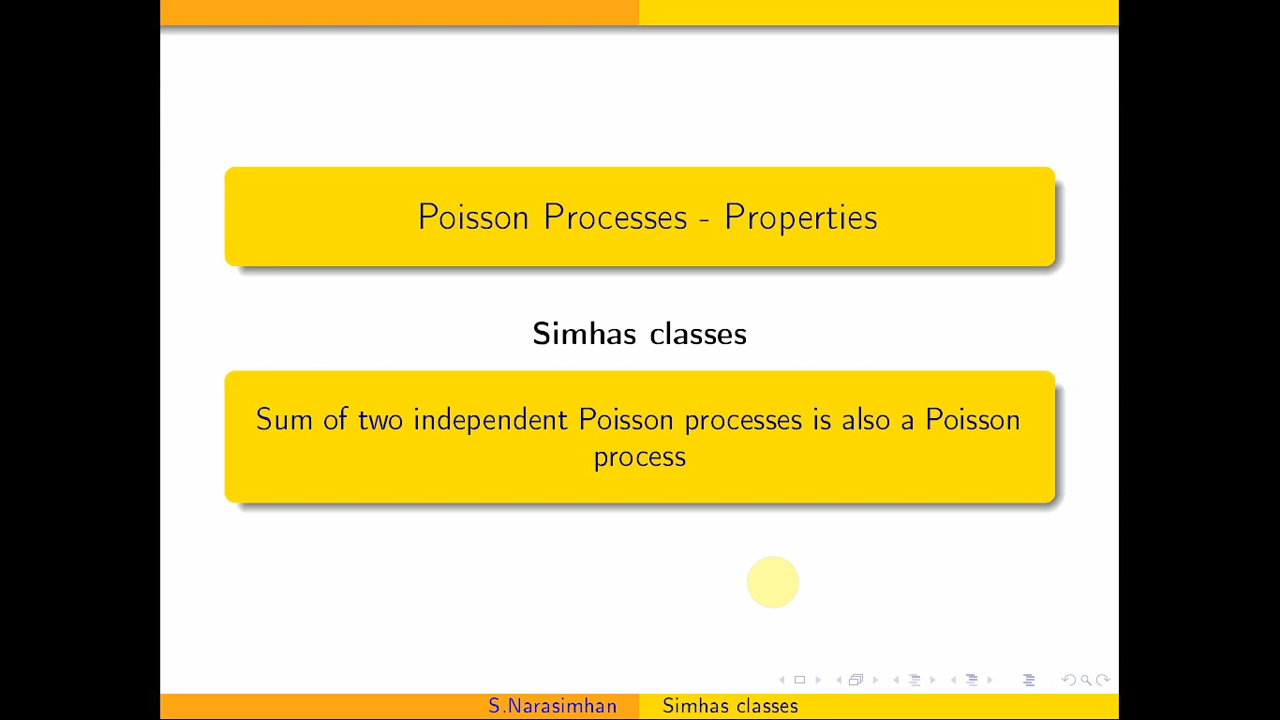 Poisson Processes - Properties
Simhas classes
Sum of two independent Poisson processes is also a Poisson
process
S.Narasimhan
Simhas classes